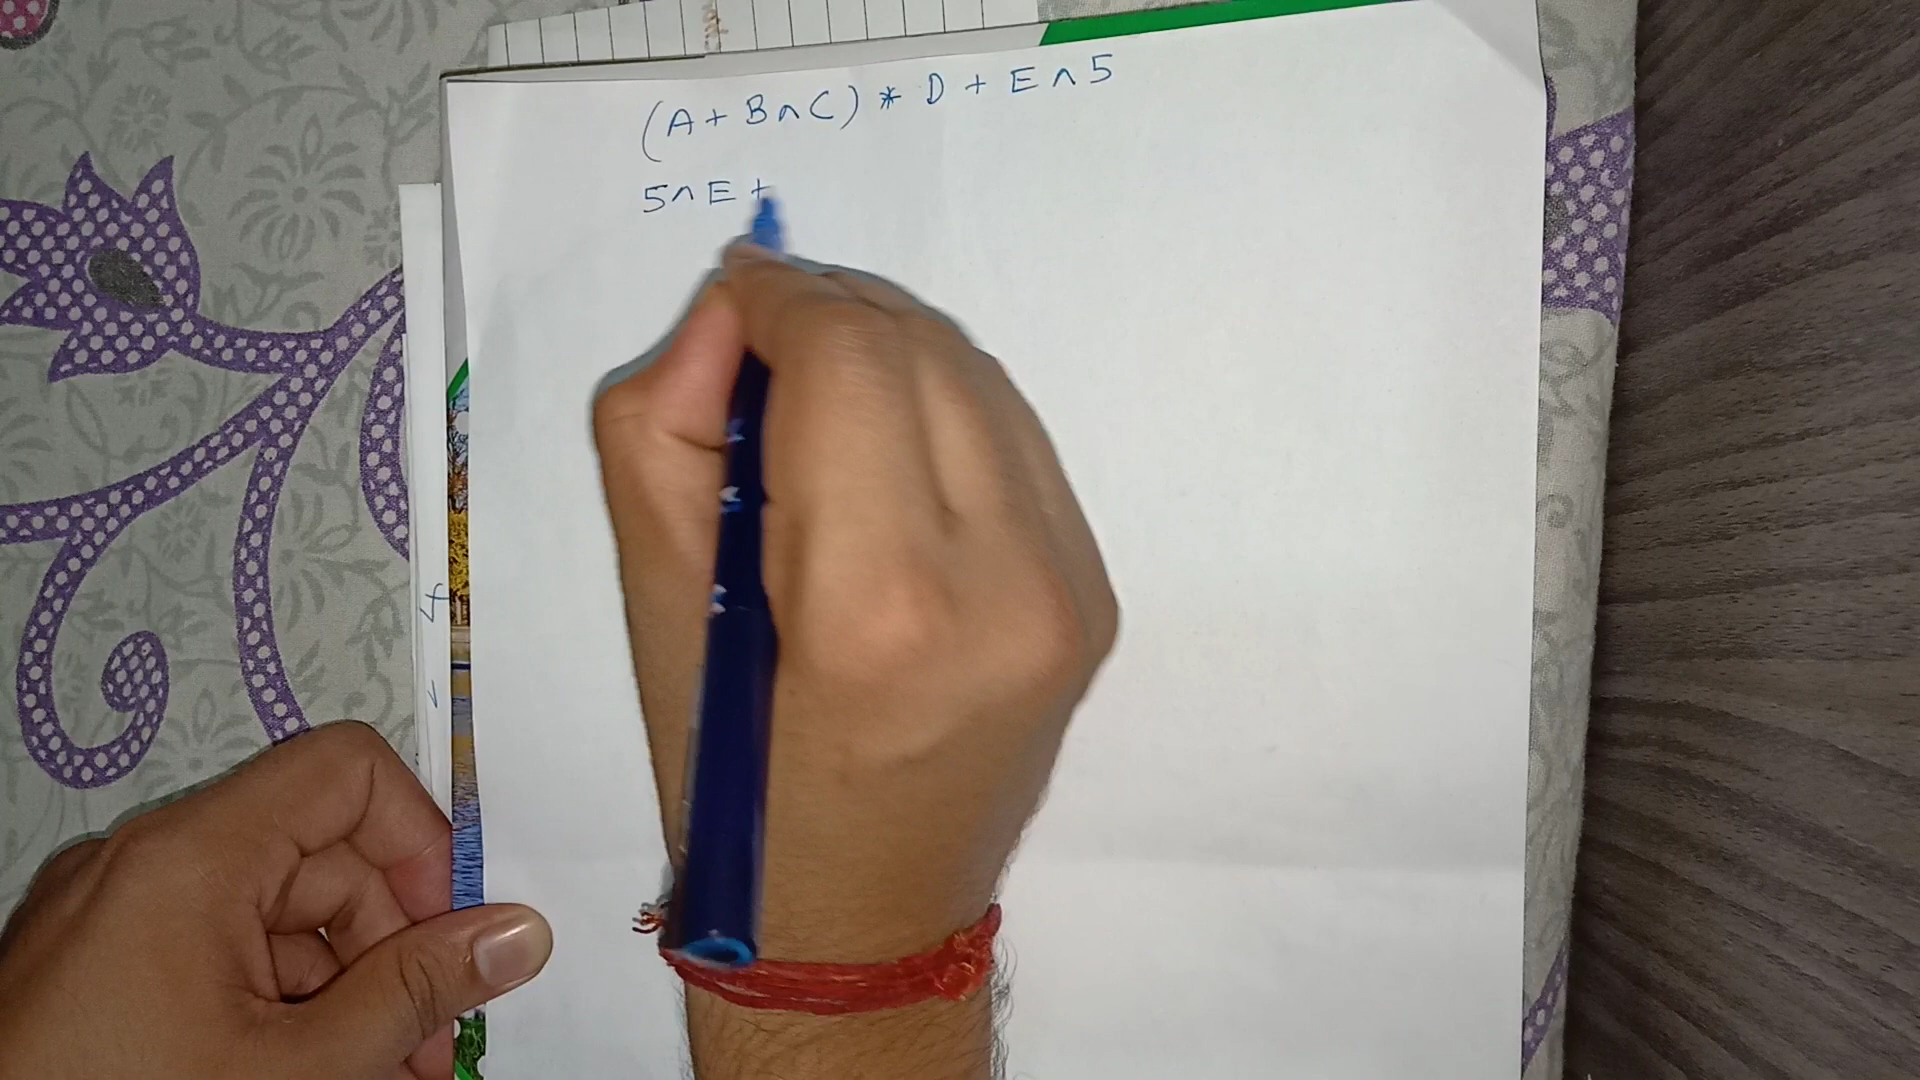 (A + B ^ C) * D + E ^ 5
5 ^ E +